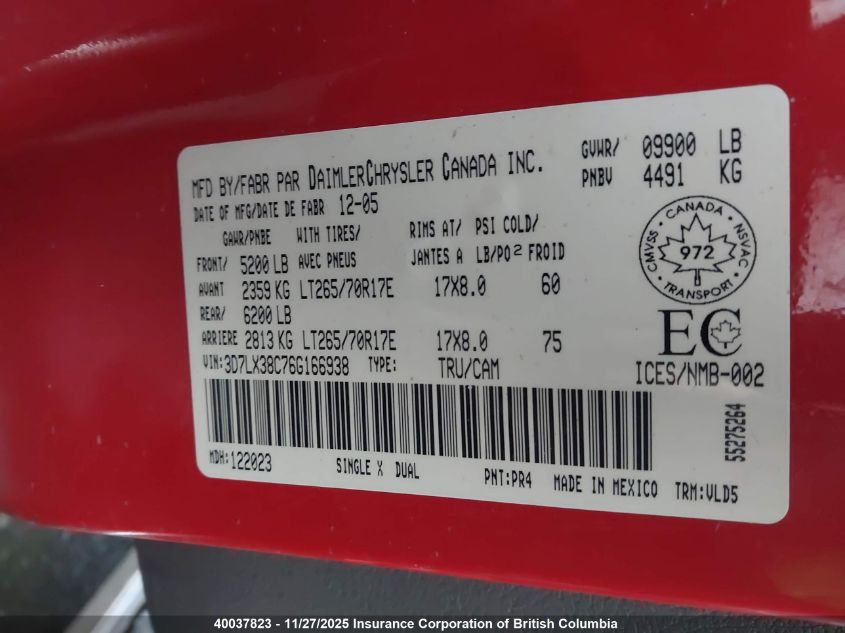 MFD BY/FABR PAR DAIMLERCHRYSLER CANADA INC.
GVWR/ 09900 LB
PNBV 4491 KG
DATE OF MFG/DATE DE FABR 12-05
GAWR/PNBE WITH TIRES/ RIMS AT/ PSI COLD/
FRONT/ 5200 LB AVEC PNEUS JANTES A LB/PO² FROID
AVANT 2359 KG LT265/70R17E 17X8.0 60
REAR/ 6200 LB
ARRIERE 2813 KG LT265/70R17E 17X8.0 75
CANADA
CMVSS 972 NSVAC
TRANSPORT
EC
ICES/NMB-002
VIN: 3D7LX38C76G166938 TYPE: TRU/CAM
55275264
MDH: 122023 SINGLE X DUAL PNT: PR4 MADE IN MEXICO TRM: VLD5
40037823 - 11/27/2025 Insurance Corporation of British Columbia